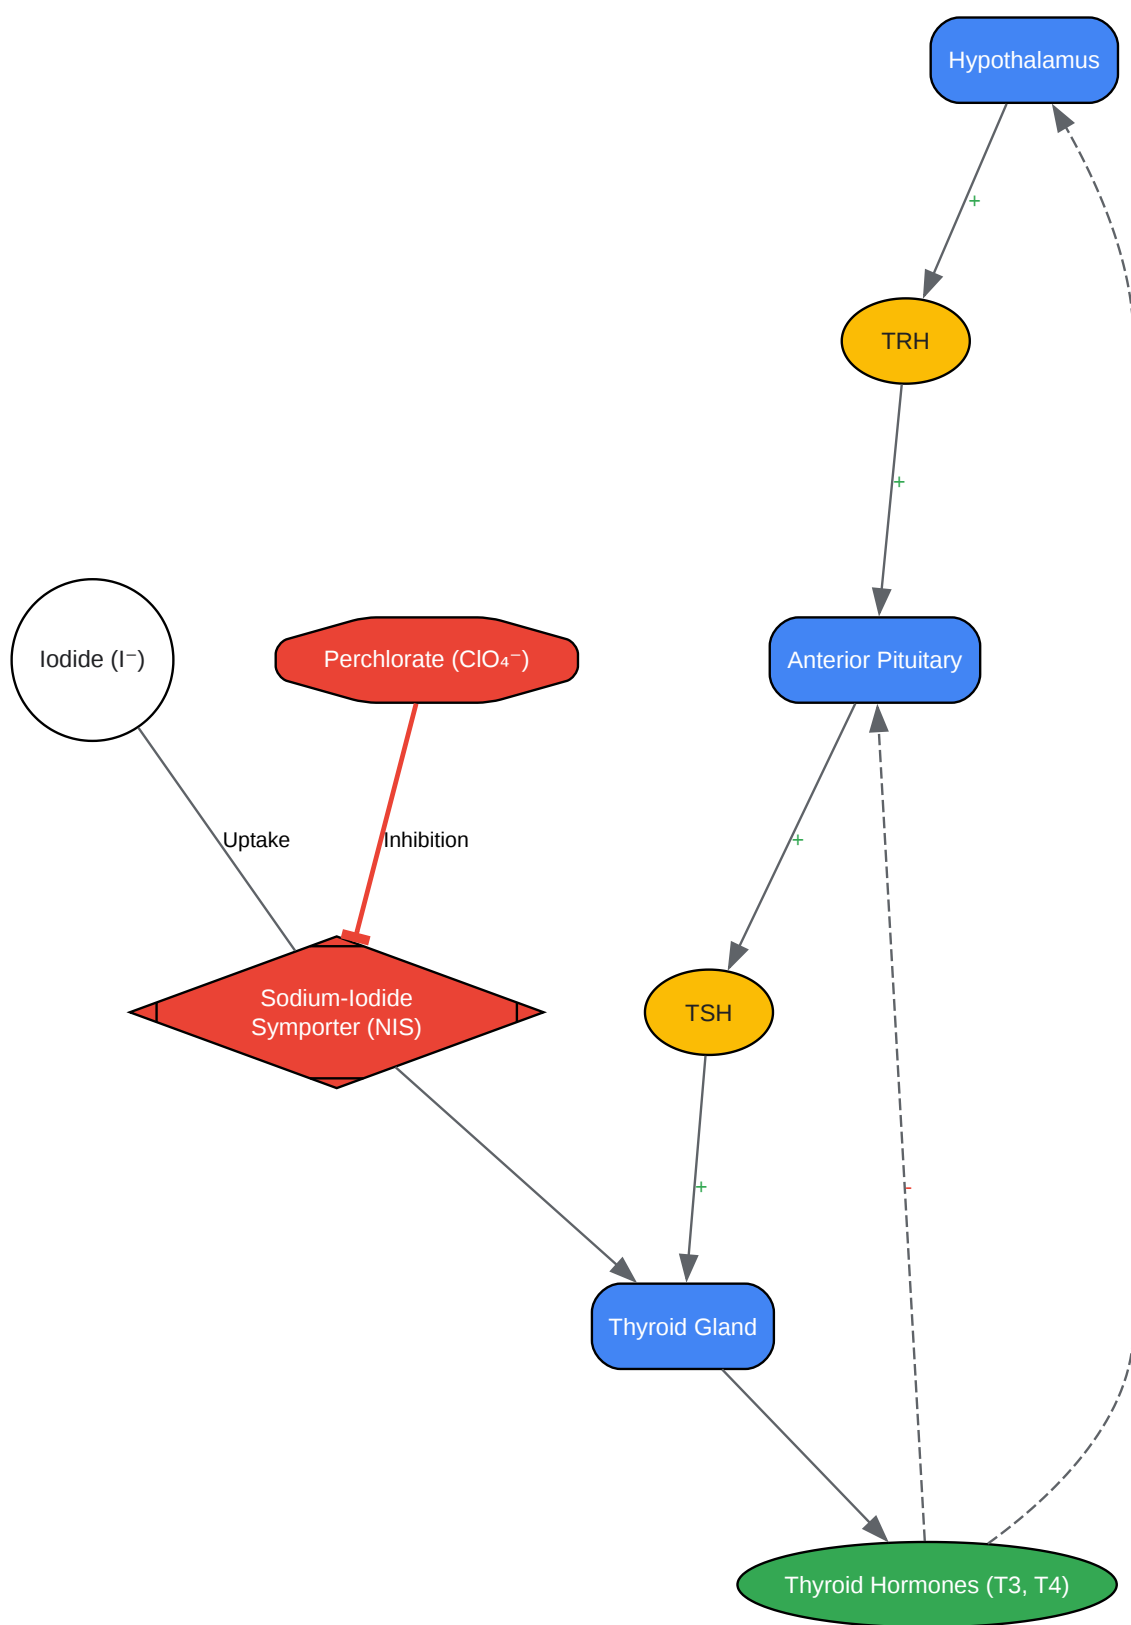 Hypothalamus
+
TRH
+
Iodide (I⁻)
Perchlorate (ClO₄⁻)
Anterior Pituitary
Uptake
Inhibition
+
Sodium-Iodide
Symporter (NIS)
TSH
+
-
Thyroid Gland
Thyroid Hormones (T3, T4)